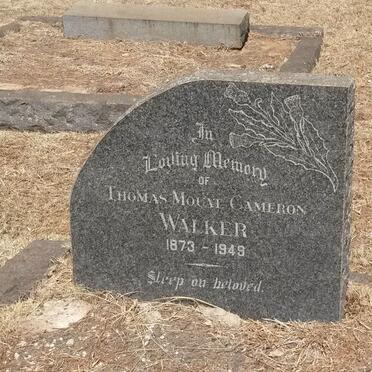 In
Loving Memory
OF
THOMAS MOUAT CAMERON
WALKER
1873 - 1949
Sleep on beloved.